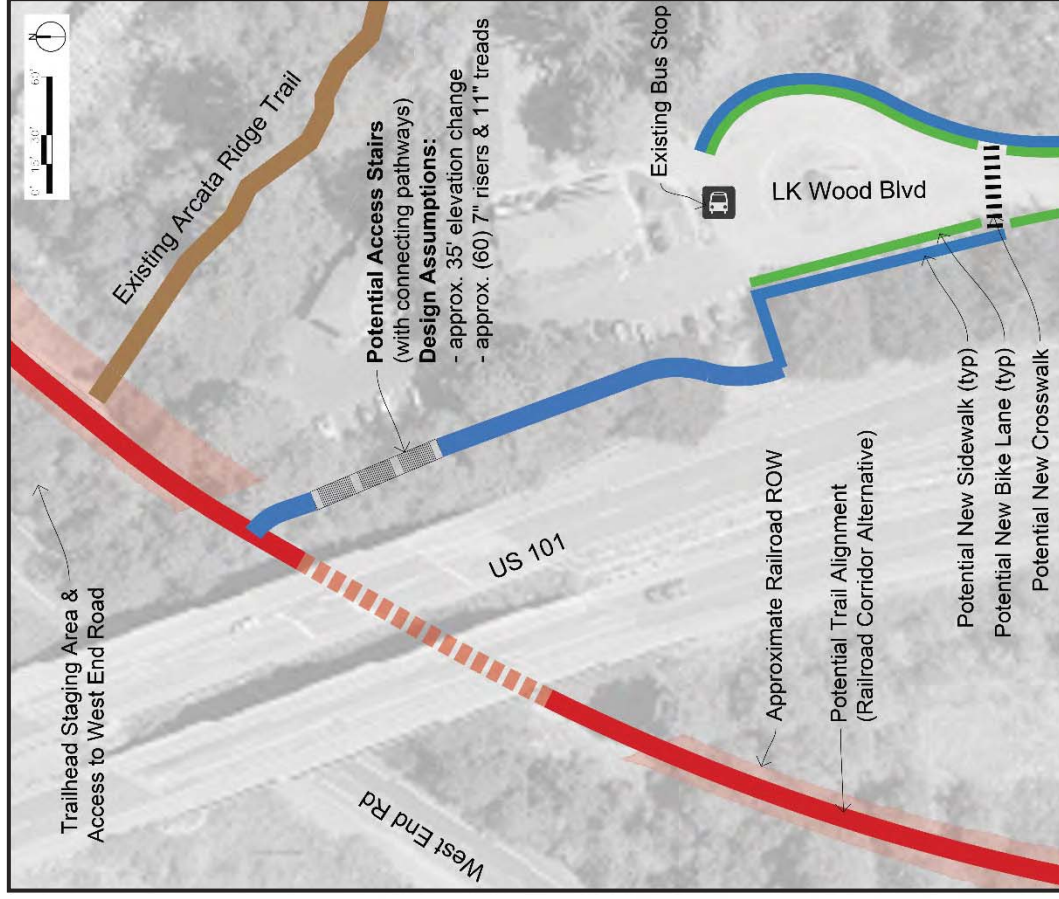 N
0' 15' 30' 60'
Existing Arcata Ridge Trail
Trailhead Staging Area &
Access to West End Road
Potential Access Stairs
(with connecting pathways)
Design Assumptions:
- approx. 35' elevation change
- approx. (60) 7" risers & 11" treads
Existing Bus Stop
LK Wood Blvd
US 101
West End Rd
Approximate Railroad ROW
Potential Trail Alignment
(Railroad Corridor Alternative)
Potential New Sidewalk (typ)
Potential New Bike Lane (typ)
Potential New Crosswalk